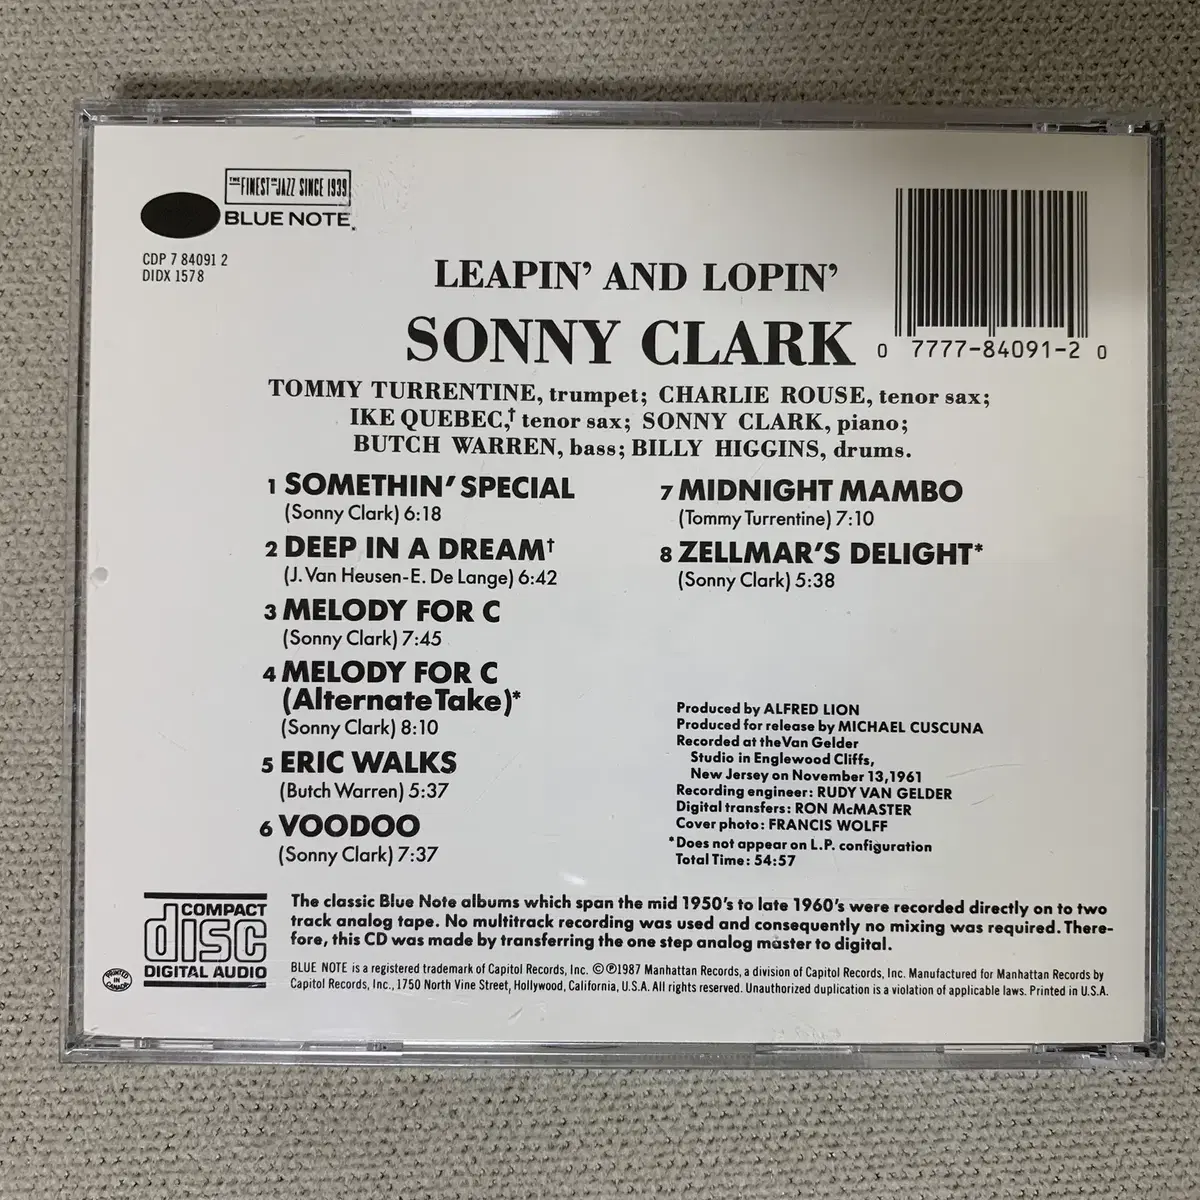 THE FINEST IN JAZZ SINCE 1939
BLUE NOTE
CDP 7 84091 2
DIDX 1578
LEAPIN' AND LOPIN'
SONNY CLARK
0 7777-84091-2 0
TOMMY TURRENTINE, trumpet; CHARLIE ROUSE, tenor sax;
IKE QUEBEC,† tenor sax; SONNY CLARK, piano;
BUTCH WARREN, bass; BILLY HIGGINS, drums.
1 SOMETHIN' SPECIAL
(Sonny Clark) 6:18
2 DEEP IN A DREAM†
(J. Van Heusen-E. De Lange) 6:42
3 MELODY FOR C
(Sonny Clark) 7:45
4 MELODY FOR C
(Alternate Take)*
(Sonny Clark) 8:10
5 ERIC WALKS
(Butch Warren) 5:37
6 VOODOO
(Sonny Clark) 7:37
7 MIDNIGHT MAMBO
(Tommy Turrentine) 7:10
8 ZELLMAR'S DELIGHT*
(Sonny Clark) 5:38
Produced by ALFRED LION
Produced for release by MICHAEL CUSCUNA
Recorded at the Van Gelder
Studio in Englewood Cliffs,
New Jersey on November 13, 1961
Recording engineer: RUDY VAN GELDER
Digital transfers: RON McMASTER
Cover photo: FRANCIS WOLFF
*Does not appear on L.P. configuration
Total Time: 54:57
COMPACT
disc
DIGITAL AUDIO
PRINTED
IN
CANADA
The classic Blue Note albums which span the mid 1950's to late 1960's were recorded directly on to two
track analog tape. No multitrack recording was used and consequently no mixing was required. There-
fore, this CD was made by transferring the one step analog master to digital.
BLUE NOTE is a registered trademark of Capitol Records, Inc. ©℗1987 Manhattan Records, a division of Capitol Records, Inc. Manufactured for Manhattan Records by
Capitol Records, Inc., 1750 North Vine Street, Hollywood, California, U.S.A. All rights reserved. Unauthorized duplication is a violation of applicable laws. Printed in U.S.A.